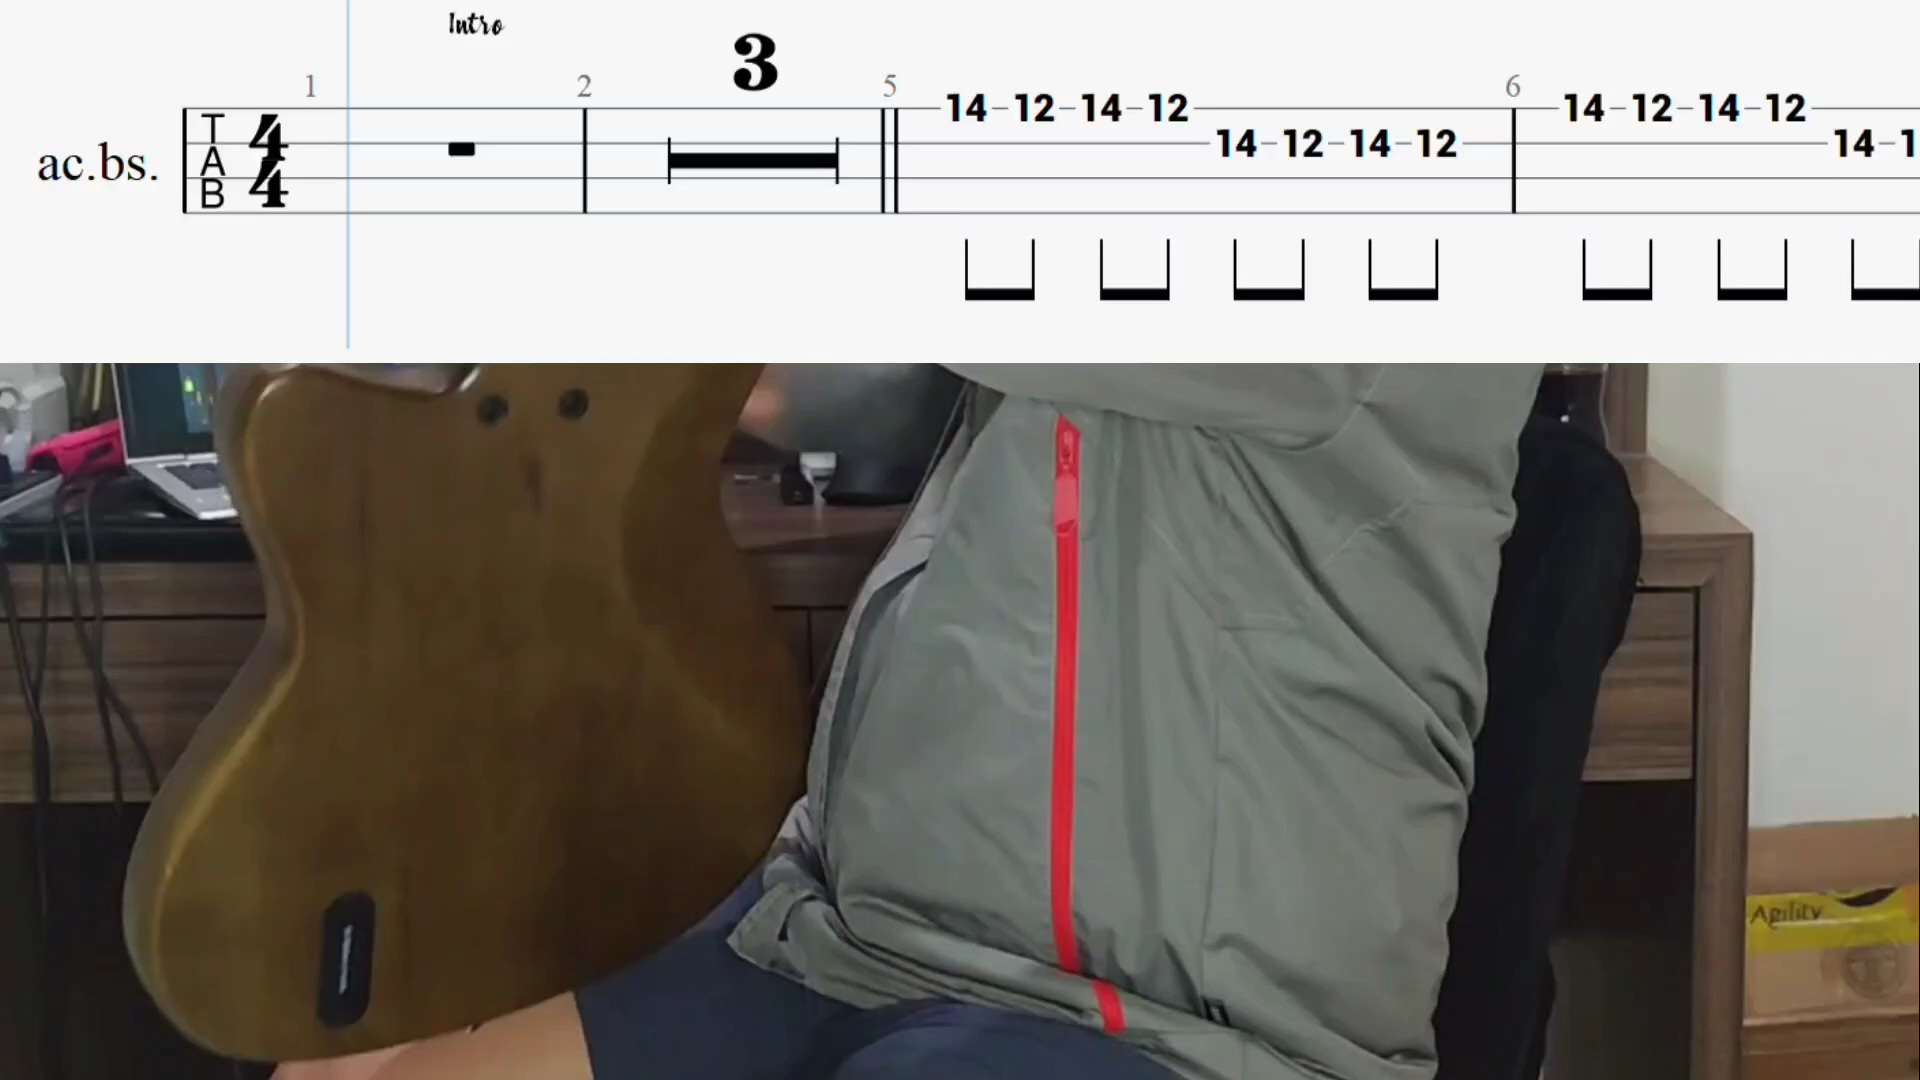 Intro
3
1 2 5 6
14 12 14 12 14 12 14 12
14 12 14 12 14 1
ac.bs.
T
A
B
4
4
Agility